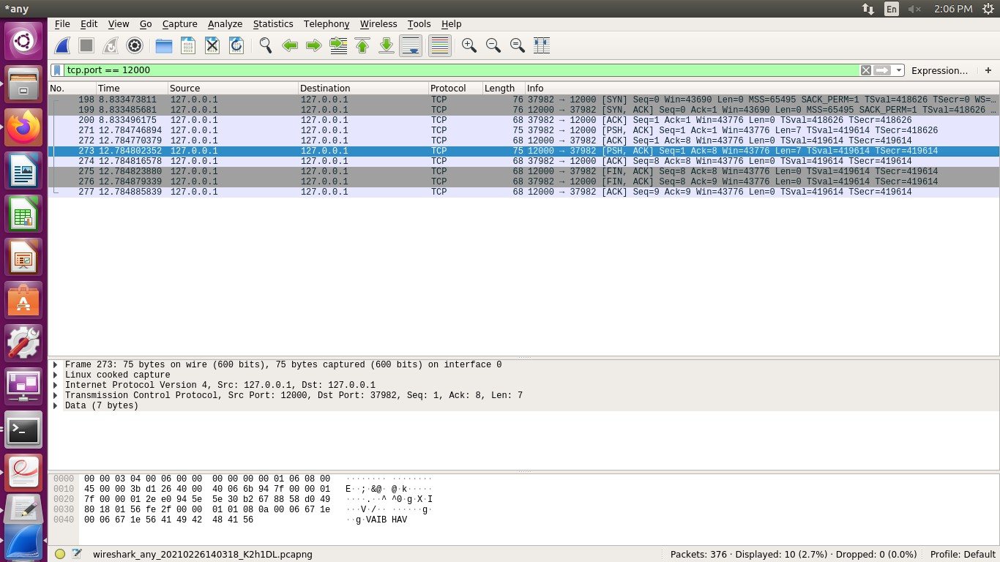 *any
En
2:06 PM
File Edit View Go Capture Analyze Statistics Telephony Wireless Tools Help
tcp.port == 12000
Expression… +
No. Time Source Destination Protocol Length Info
198 8.833473811 127.0.0.1 127.0.0.1 TCP 76 37982 → 12000 [SYN] Seq=0 Win=43690 Len=0 MSS=65495 SACK_PERM=1 TSval=418626 TSecr=0 WS=…
199 8.833485681 127.0.0.1 127.0.0.1 TCP 76 12000 → 37982 [SYN, ACK] Seq=0 Ack=1 Win=43690 Len=0 MSS=65495 SACK_PERM=1 TSval=418626 …
200 8.833496175 127.0.0.1 127.0.0.1 TCP 68 37982 → 12000 [ACK] Seq=1 Ack=1 Win=43776 Len=0 TSval=418626 TSecr=418626
271 12.784746894 127.0.0.1 127.0.0.1 TCP 75 37982 → 12000 [PSH, ACK] Seq=1 Ack=1 Win=43776 Len=7 TSval=419614 TSecr=418626
272 12.784770379 127.0.0.1 127.0.0.1 TCP 68 12000 → 37982 [ACK] Seq=1 Ack=8 Win=43776 Len=0 TSval=419614 TSecr=419614
273 12.784802352 127.0.0.1 127.0.0.1 TCP 75 12000 → 37982 [PSH, ACK] Seq=1 Ack=8 Win=43776 Len=7 TSval=419614 TSecr=419614
274 12.784816578 127.0.0.1 127.0.0.1 TCP 68 37982 → 12000 [ACK] Seq=8 Ack=8 Win=43776 Len=0 TSval=419614 TSecr=419614
275 12.784823880 127.0.0.1 127.0.0.1 TCP 68 12000 → 37982 [FIN, ACK] Seq=8 Ack=8 Win=43776 Len=0 TSval=419614 TSecr=419614
276 12.784879339 127.0.0.1 127.0.0.1 TCP 68 37982 → 12000 [FIN, ACK] Seq=8 Ack=9 Win=43776 Len=0 TSval=419614 TSecr=419614
277 12.784885839 127.0.0.1 127.0.0.1 TCP 68 12000 → 37982 [ACK] Seq=9 Ack=9 Win=43776 Len=0 TSval=419614 TSecr=419614
Frame 273: 75 bytes on wire (600 bits), 75 bytes captured (600 bits) on interface 0
Linux cooked capture
Internet Protocol Version 4, Src: 127.0.0.1, Dst: 127.0.0.1
Transmission Control Protocol, Src Port: 12000, Dst Port: 37982, Seq: 1, Ack: 8, Len: 7
Data (7 bytes)
0000 00 00 03 04 00 06 00 00 00 00 00 00 01 06 08 00 ········ ········
0010 45 00 00 3b d1 26 40 00 40 06 6b 94 7f 00 00 01 E··;·&@· @·k·····
0020 7f 00 00 01 2e e0 94 5e 5e 30 b2 67 88 58 d0 49 ····.··^ ^0·g·X·I
0030 80 18 01 56 fe 2f 00 00 01 01 08 0a 00 06 67 1e ···V·/·· ······g·
0040 00 06 67 1e 56 41 49 42 48 41 56 ··g·VAIB HAV
wireshark_any_20210226140318_K2h1DL.pcapng
Packets: 376 · Displayed: 10 (2.7%) · Dropped: 0 (0.0%)
Profile: Default